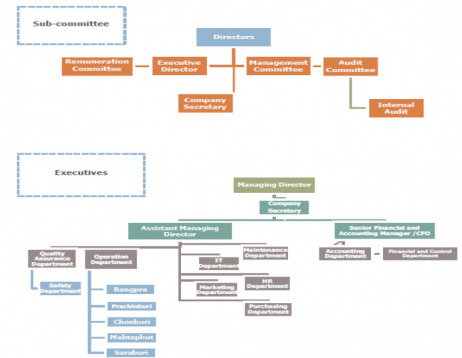 Sub-committee
Directors
Remuneration
Committee
Executive
Director
Management
Committee
Audit
Committee
Company
Secretary
Internal
Audit
Executives
Managing Director
Company
Secretary
Assistant Managing
Director
Senior Financial and
Accounting Manager /CFO
Quality
Assurance
Department
Operation
Department
Maintenance
Department
IT
Department
Accounting
Department
Financial and Control
Department
Safety
Department
Marketing
Department
HR
Department
Purchasing
Department
Bangpra
Prachinburi
Chonburi
Mabtaphut
Saraburi